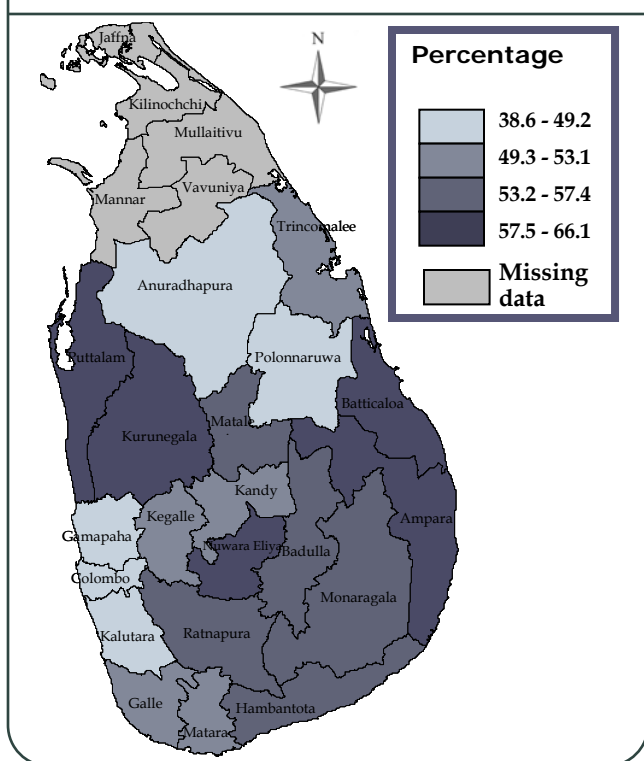 Jaffna
N
Percentage
Kilinochchi
38.6 - 49.2
Mullaitivu
49.3 - 53.1
Vavuniya
Mannar
53.2 - 57.4
Trincomalee
57.5 - 66.1
Anuradhapura
Missing
data
Polonnaruwa
Puttalam
Batticaloa
Matale
Kurunegala
Kandy
Kegalle
Ampara
Gamapaha
Nuwara Eliya
Badulla
Colombo
Monaragala
Kalutara
Ratnapura
Galle
Hambantota
Matara